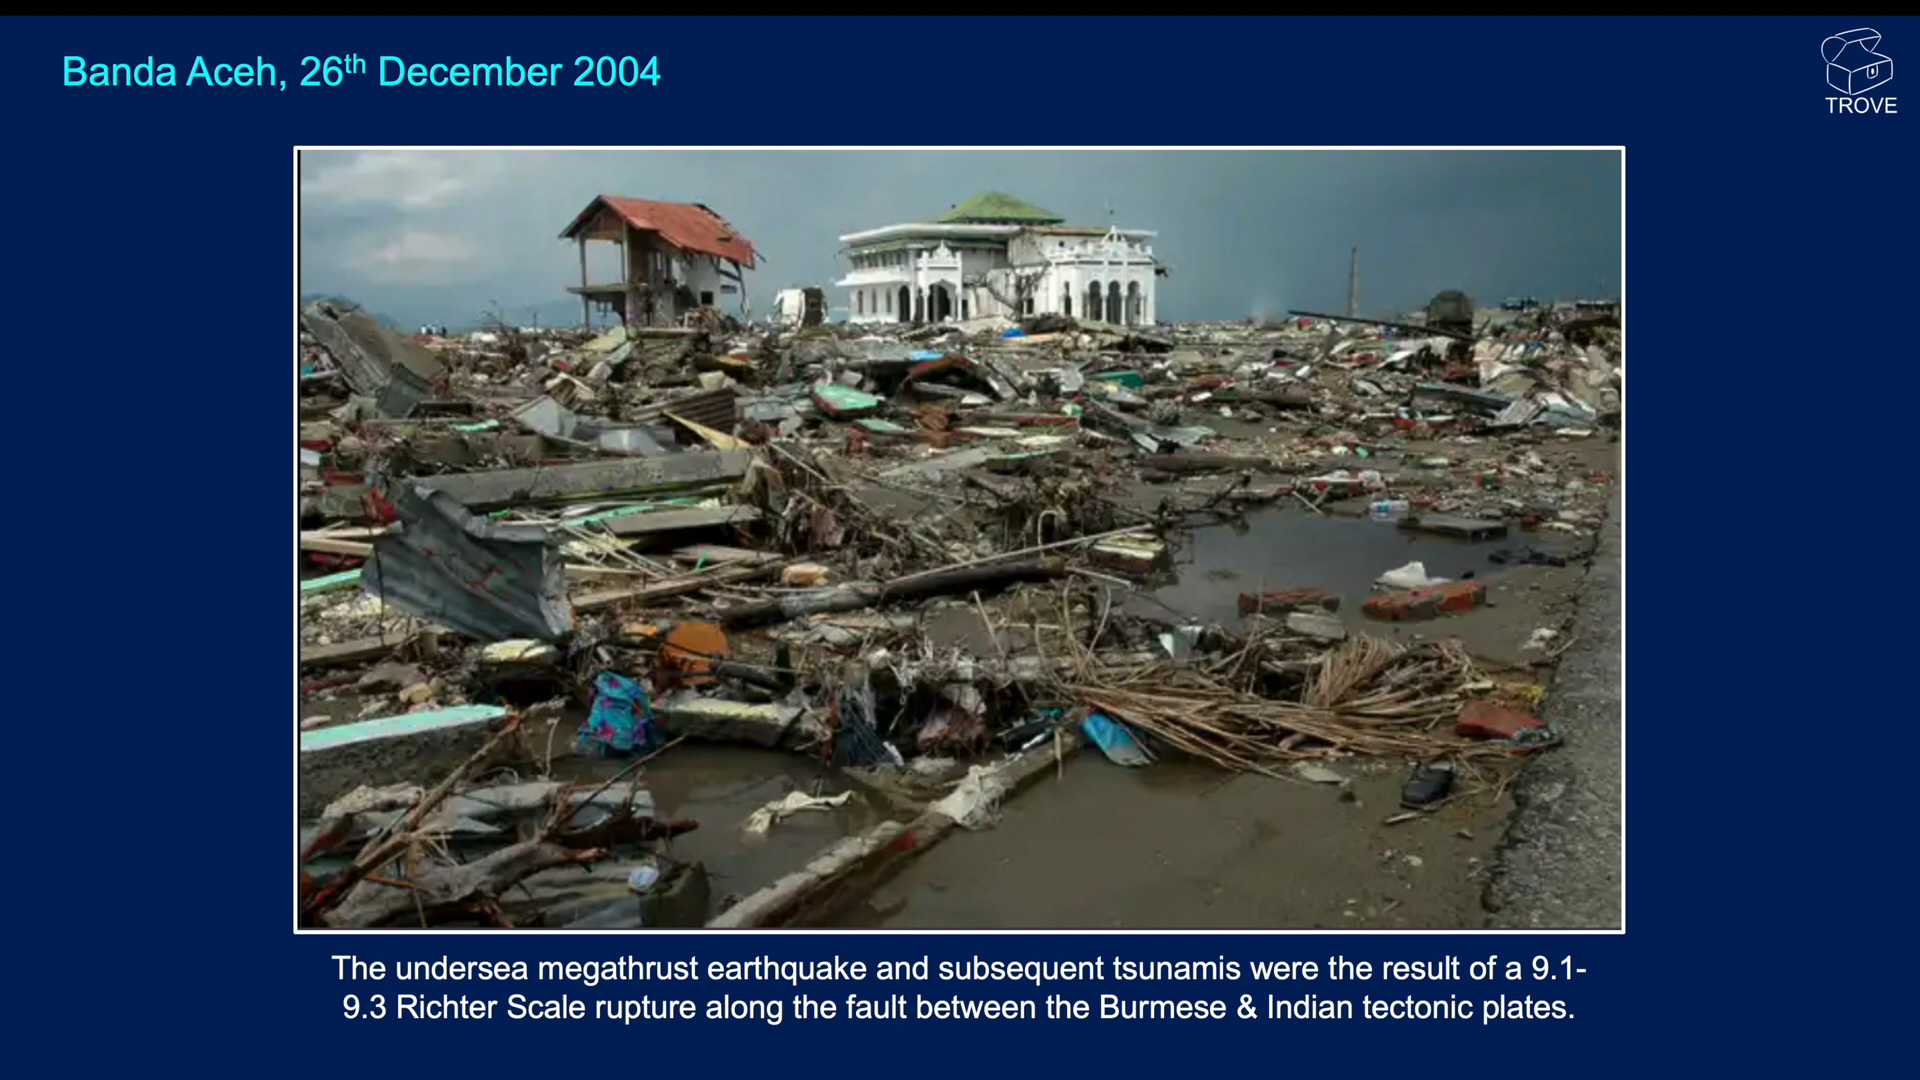 Banda Aceh, 26th December 2004
TROVE
The undersea megathrust earthquake and subsequent tsunamis were the result of a 9.1-
9.3 Richter Scale rupture along the fault between the Burmese & Indian tectonic plates.